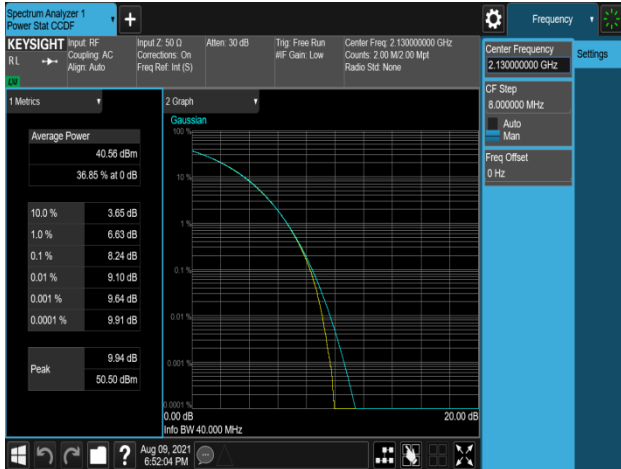 Spectrum Analyzer 1
Power Stat CCDF
+
Frequency
KEYSIGHT
RL
LU
Input: RF
Coupling: AC
Align: Auto
Input Z: 50 Ω
Corrections: On
Freq Ref: Int (S)
Atten: 30 dB
Trig: Free Run
#IF Gain: Low
Center Freq: 2.130000000 GHz
Counts: 2.00 M/2.00 Mpt
Radio Std: None
Center Frequency
2.130000000 GHz
Settings
CF Step
8.000000 MHz
Auto
Man
Freq Offset
0 Hz
1 Metrics
Average Power
40.56 dBm
36.85 % at 0 dB
10.0 % 3.65 dB
1.0 % 6.63 dB
0.1 % 8.24 dB
0.01 % 9.10 dB
0.001 % 9.64 dB
0.0001 % 9.91 dB
Peak
9.94 dB
50.50 dBm
2 Graph
Gaussian
100 %
10 %
1 %
0.1 %
0.01 %
0.001 %
0.0001 %
0.00 dB 20.00 dB
Info BW 40.000 MHz
?
Aug 09, 2021
6:52:04 PM